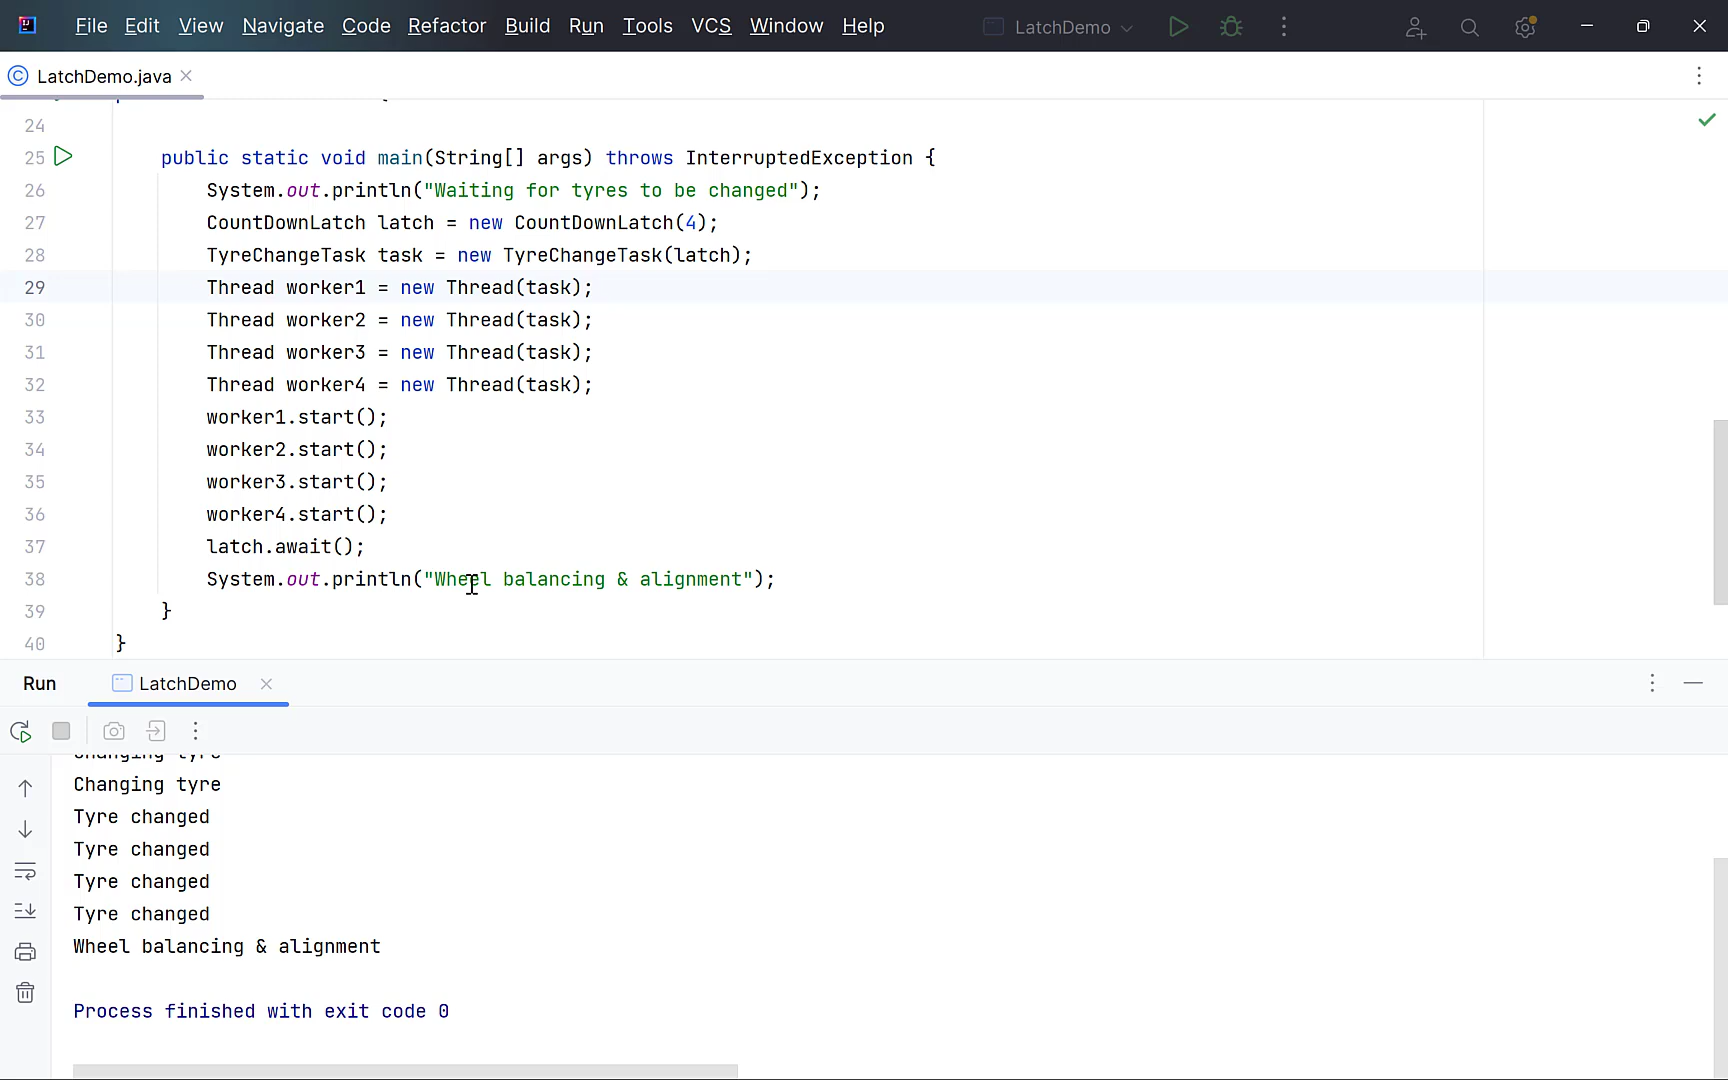 File Edit View Navigate Code Refactor Build Run Tools VCS Window Help LatchDemo
LatchDemo.java
24
25 public static void main(String[] args) throws InterruptedException {
26 System.out.println("Waiting for tyres to be changed");
27 CountDownLatch latch = new CountDownLatch(4);
28 TyreChangeTask task = new TyreChangeTask(latch);
29 Thread worker1 = new Thread(task);
30 Thread worker2 = new Thread(task);
31 Thread worker3 = new Thread(task);
32 Thread worker4 = new Thread(task);
33 worker1.start();
34 worker2.start();
35 worker3.start();
36 worker4.start();
37 latch.await();
38 System.out.println("Wheel balancing & alignment");
39 }
40 }
Run LatchDemo
Changing tyre
Changing tyre
Tyre changed
Tyre changed
Tyre changed
Tyre changed
Wheel balancing & alignment
Process finished with exit code 0